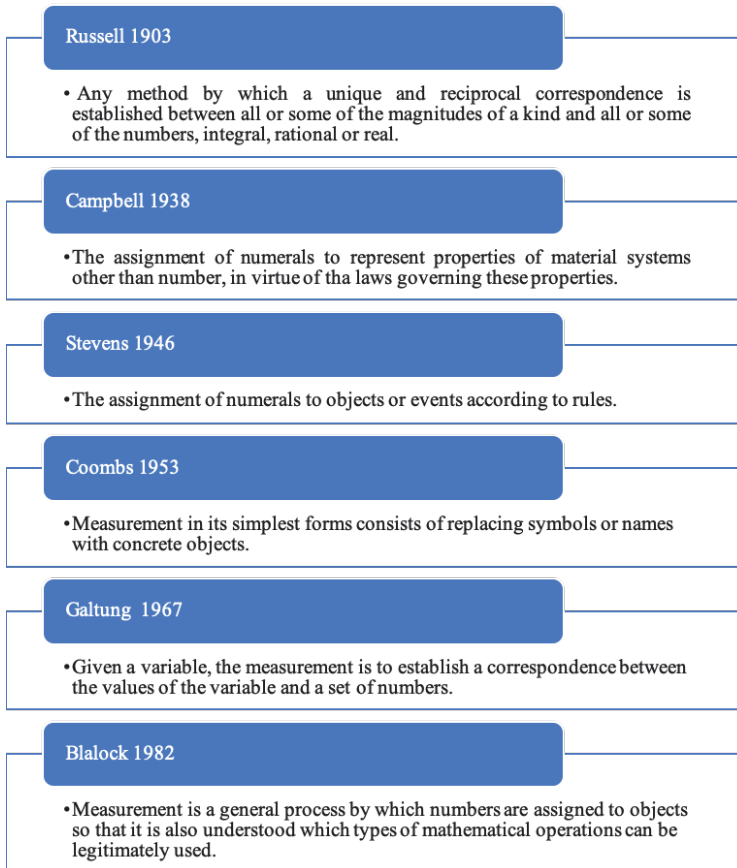 Russell 1903
• Any method by which a unique and reciprocal correspondence is
established between all or some of the magnitudes of a kind and all or some
of the numbers, integral, rational or real.
Campbell 1938
•The assignment of numerals to represent properties of material systems
other than number, in virtue of tha laws governing these properties.
Stevens 1946
•The assignment of numerals to objects or events according to rules.
Coombs 1953
•Measurement in its simplest forms consists of replacing symbols or names
with concrete objects.
Galtung 1967
•Given a variable, the measurement is to establish a correspondence between
the values of the variable and a set of numbers.
Blalock 1982
•Measurement is a general process by which numbers are assigned to objects
so that it is also understood which types of mathematical operations can be
legitimately used.